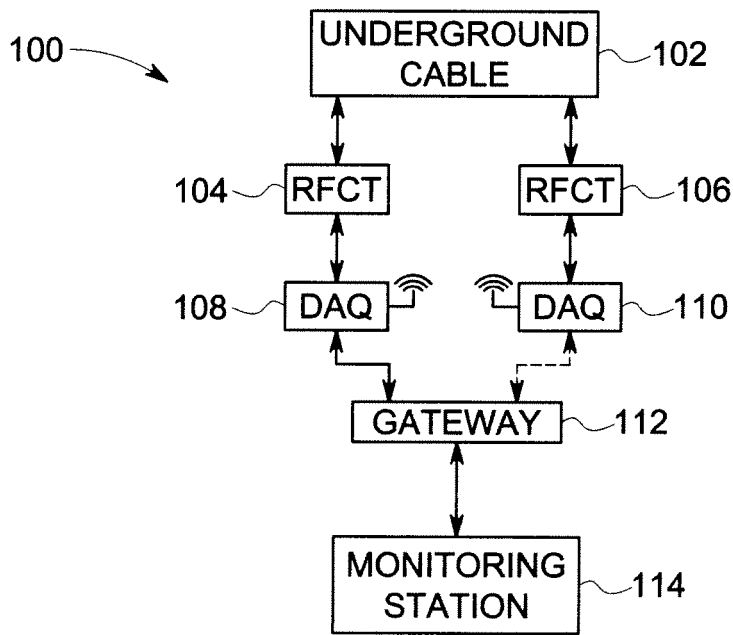 100
UNDERGROUND
CABLE
102
104
RFCT
RFCT
106
108
DAQ
DAQ
110
GATEWAY
112
MONITORING
STATION
114